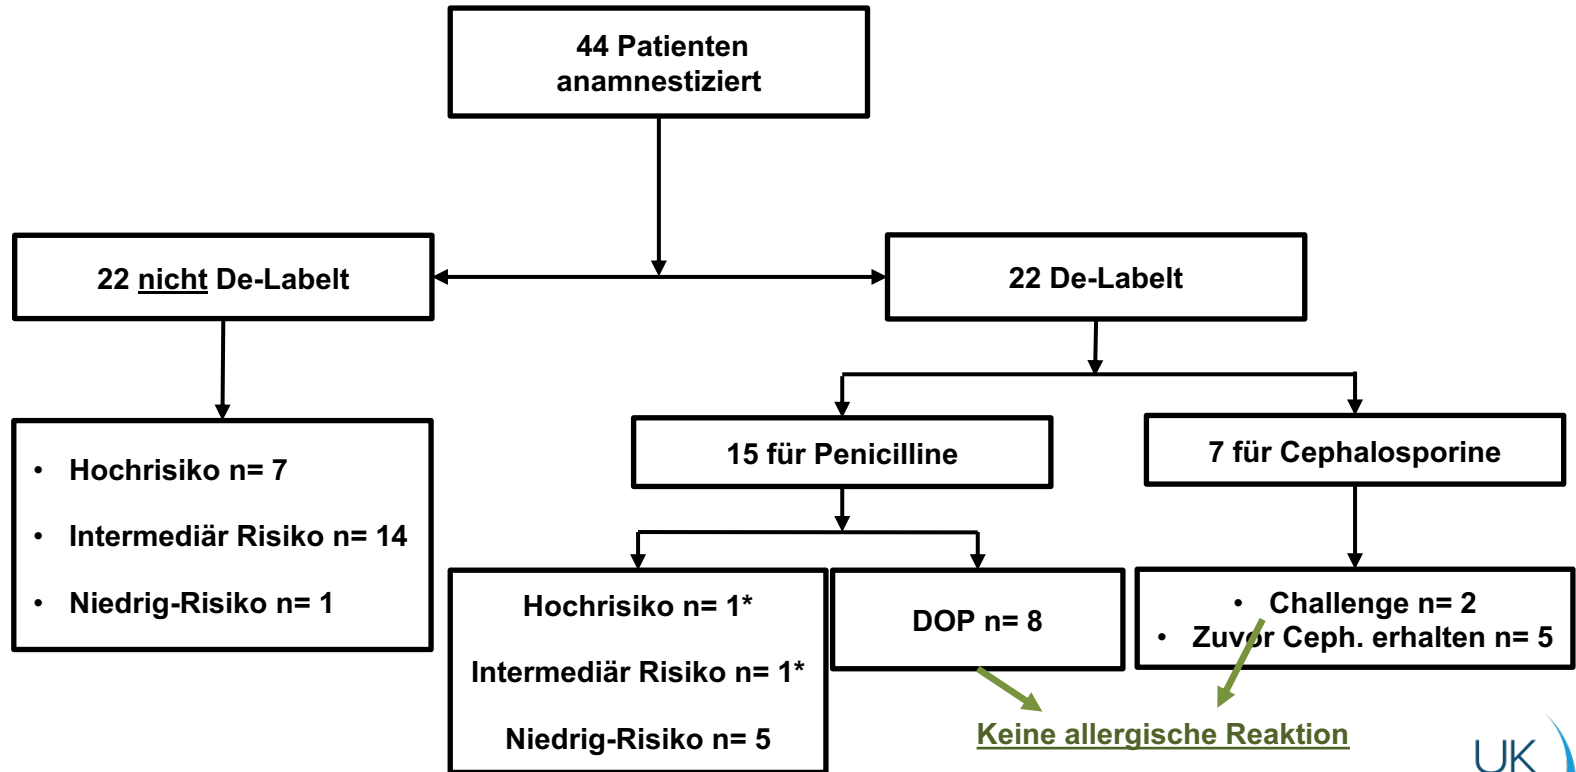 44 Patienten
anamnestiziert
22 nicht De-Labelt
22 De-Labelt
• Hochrisiko n= 7
• Intermediär Risiko n= 14
• Niedrig-Risiko n= 1
15 für Penicilline
7 für Cephalosporine
Hochrisiko n= 1*
Intermediär Risiko n= 1*
Niedrig-Risiko n= 5
DOP n= 8
• Challenge n= 2
• Zuvor Ceph. erhalten n= 5
Keine allergische Reaktion
UK